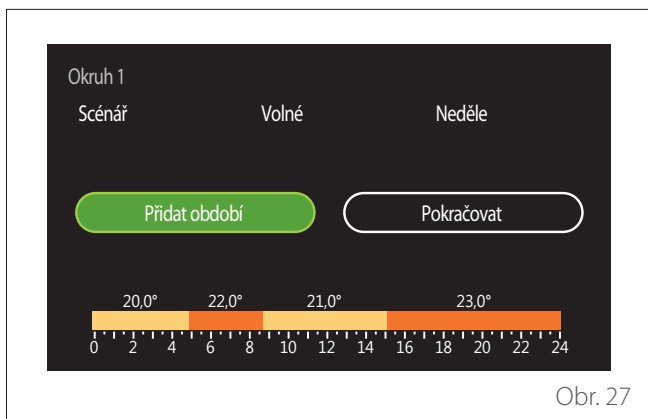 Okruh 1
Scénář Volné Neděle
Přidat období Pokračovat
20,0° 22,0° 21,0° 23,0°
0 2 4 6 8 10 12 14 16 18 20 22 24
Obr. 27